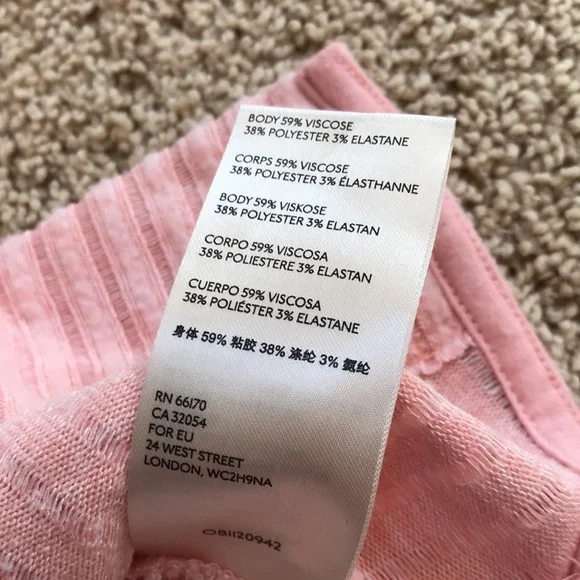 BODY 59% VISCOSE
38% POLYESTER 3% ELASTANE
CORPS 59% VISCOSE
38% POLYESTER 3% ÉLASTHANNE
BODY 59% VISKOSE
38% POLYESTER 3% ELASTAN
CORPO 59% VISCOSA
38% POLIESTERE 3% ELASTAN
CUERPO 59% VISCOSA
38% POLIÉSTER 3% ELASTANE
身体 59% 粘胶 38% 涤纶 3% 氨纶
RN 66170
CA 32054
FOR EU
24 WEST STREET
LONDON, WC2H9NA
OB1120942